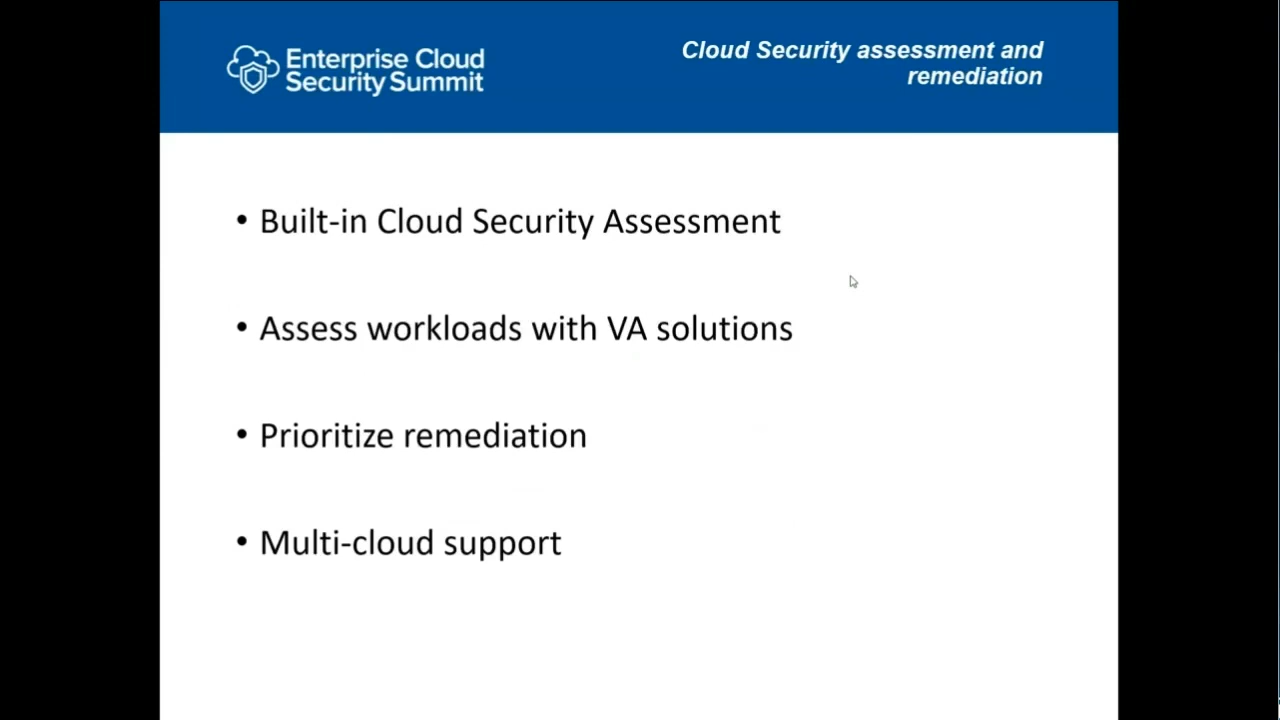 Enterprise Cloud
Security Summit
Cloud Security assessment and
remediation
• Built-in Cloud Security Assessment
• Assess workloads with VA solutions
• Prioritize remediation
• Multi-cloud support